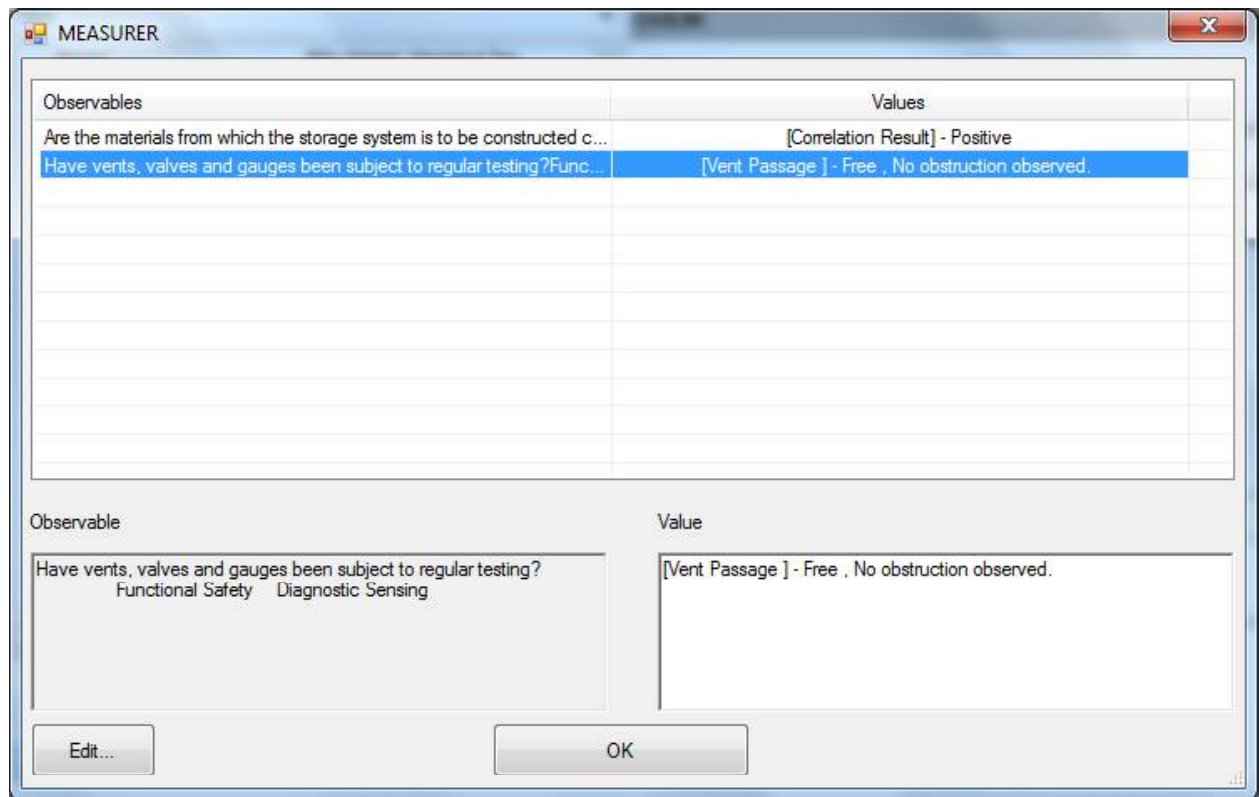 MEASURER
Observables Values
Are the materials from which the storage system is to be constructed c... [Correlation Result] - Positive
Have vents, valves and gauges been subject to regular testing?Func... [Vent Passage ] - Free , No obstruction observed.
Observable Value
Have vents, valves and gauges been subject to regular testing? [Vent Passage ] - Free , No obstruction observed.
Functional Safety Diagnostic Sensing
Edit... OK